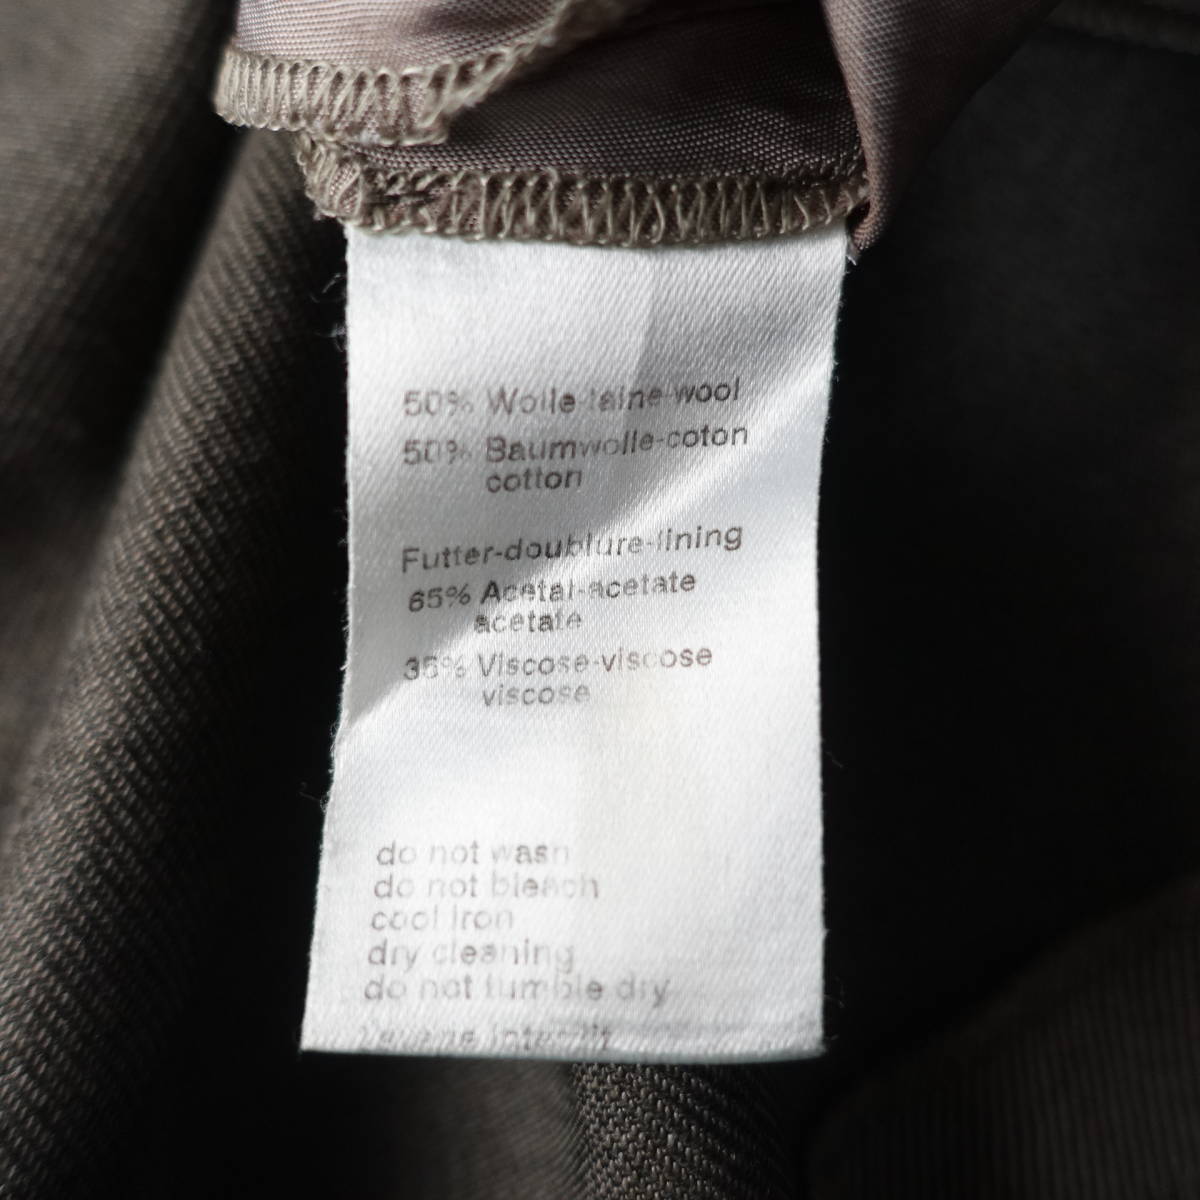 50% Wolle-laine-wool
50% Baumwolle-coton
cotton
Futter-doublure-lining
65% Acetat-acetate
acetate
35% Viscose-viscose
viscose
do not wash
do not bleach
cool iron
dry cleaning
do not tumble dry
interdit